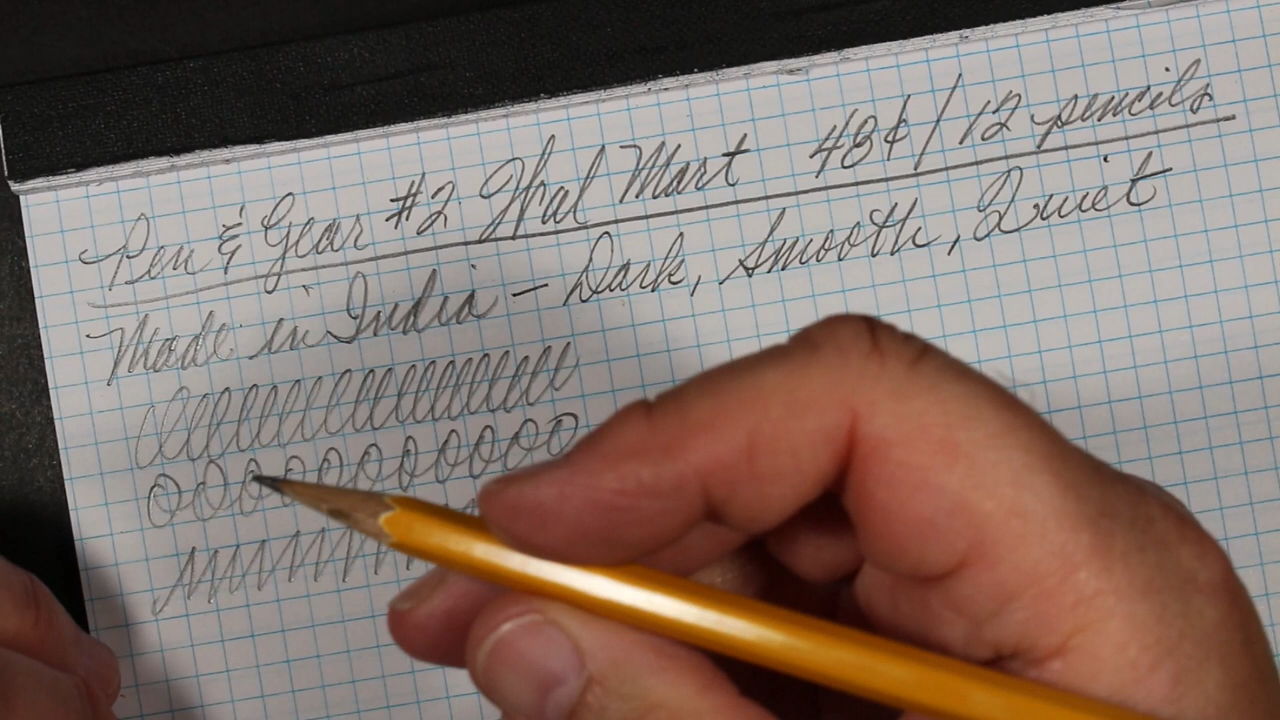 Pen & Gear #2 Wal Mart 48¢/12 pencils
Made in India - Dark, Smooth, Quiet